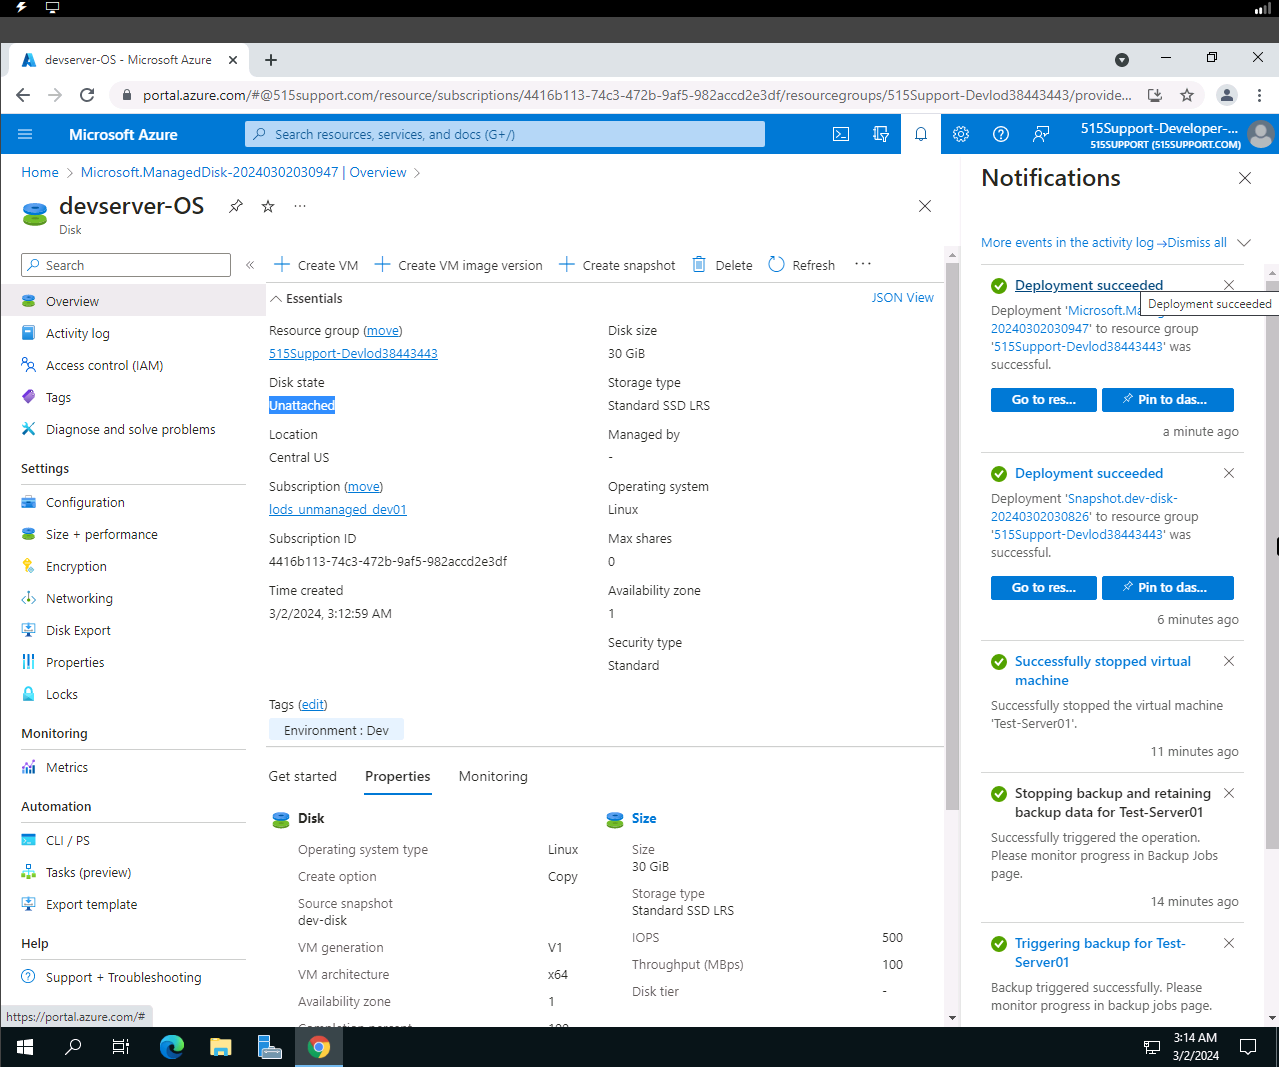 devserver-OS - Microsoft Azure
portal.azure.com/#@515support.com/resource/subscriptions/4416b113-74c3-472b-9af5-982accd2e3df/resourcegroups/515Support-Devlod38443443/provide...
Microsoft Azure
Search resources, services, and docs (G+/)
515Support-Developer-...
515SUPPORT (515SUPPORT.COM)
Home > Microsoft.ManagedDisk-20240302030947 | Overview >
devserver-OS
Disk
Search
Overview
Activity log
Access control (IAM)
Tags
Diagnose and solve problems
Settings
Configuration
Size + performance
Encryption
Networking
Disk Export
Properties
Locks
Monitoring
Metrics
Automation
CLI / PS
Tasks (preview)
Export template
Help
Support + Troubleshooting
https://portal.azure.com/#
Create VM
Create VM image version
Create snapshot
Delete
Refresh
Essentials
JSON View
Resource group (move)
515Support-Devlod38443443
Disk state
Unattached
Location
Central US
Subscription (move)
lods_unmanaged_dev01
Subscription ID
4416b113-74c3-472b-9af5-982accd2e3df
Time created
3/2/2024, 3:12:59 AM
Disk size
30 GiB
Storage type
Standard SSD LRS
Managed by
-
Operating system
Linux
Max shares
0
Availability zone
1
Security type
Standard
Tags (edit)
Environment : Dev
Get started
Properties
Monitoring
Disk
Operating system type Linux
Create option Copy
Source snapshot
dev-disk
VM generation V1
VM architecture x64
Availability zone 1
Completion percent 100
Size
Size
30 GiB
Storage type
Standard SSD LRS
IOPS 500
Throughput (MBps) 100
Disk tier -
Notifications
More events in the activity log →
Dismiss all
Deployment succeeded
Deployment succeeded
Deployment 'Microsoft.Ma
20240302030947' to resource group
'515Support-Devlod38443443' was
successful.
Go to res...
Pin to das...
a minute ago
Deployment succeeded
Deployment 'Snapshot.dev-disk-
20240302030826' to resource group
'515Support-Devlod38443443' was
successful.
Go to res...
Pin to das...
6 minutes ago
Successfully stopped virtual
machine
Successfully stopped the virtual machine
'Test-Server01'.
11 minutes ago
Stopping backup and retaining
backup data for Test-Server01
Successfully triggered the operation.
Please monitor progress in Backup Jobs
page.
14 minutes ago
Triggering backup for Test-
Server01
Backup triggered successfully. Please
monitor progress in backup jobs page.
3:14 AM
3/2/2024